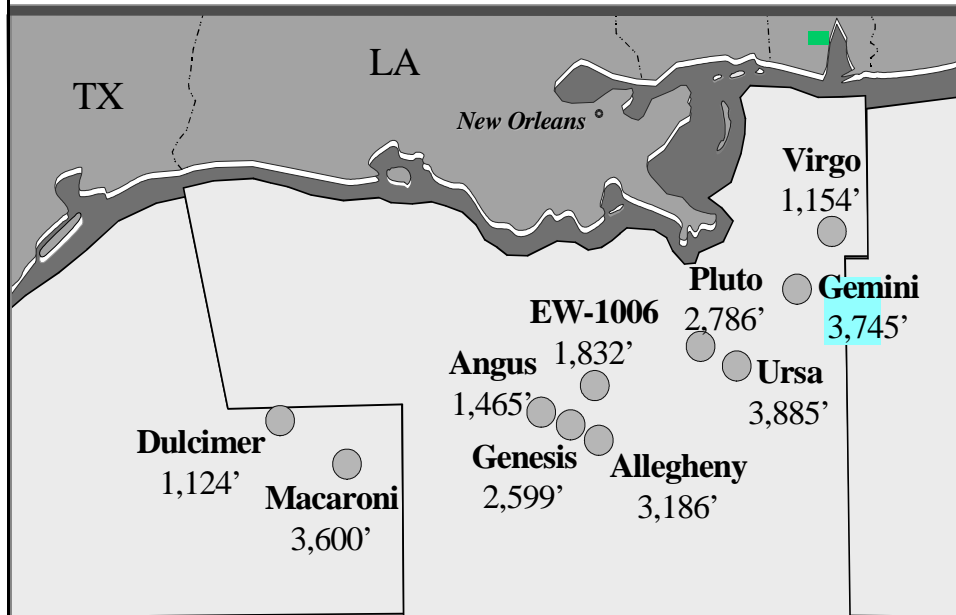 TX
LA
New Orleans
Virgo
1,154’
Pluto
2,786’
Gemini
3,745’
EW-1006
1,832’
Angus
1,465’
Ursa
3,885’
Dulcimer
1,124’
Genesis
2,599’
Allegheny
3,186’
Macaroni
3,600’